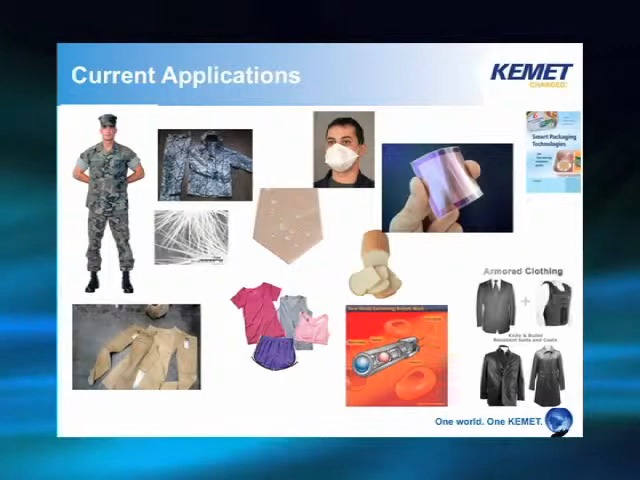 Current Applications
KEMET
CHARGED.
Smart Packaging
Technologies
Armored Clothing
Knife & Bullet
Resistant Suits and Coats
One world. One KEMET.